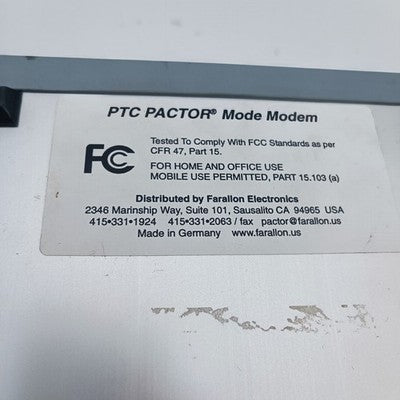 PTC PACTOR® Mode Modem
FC
Tested To Comply With FCC Standards as per
CFR 47, Part 15.
FOR HOME AND OFFICE USE
MOBILE USE PERMITTED, PART 15.103 (a)
Distributed by Farallon Electronics
2346 Marinship Way, Suite 101, Sausalito CA 94965 USA
415•331•1924 415•331•2063 / fax pactor@farallon.us
Made in Germany www.farallon.us